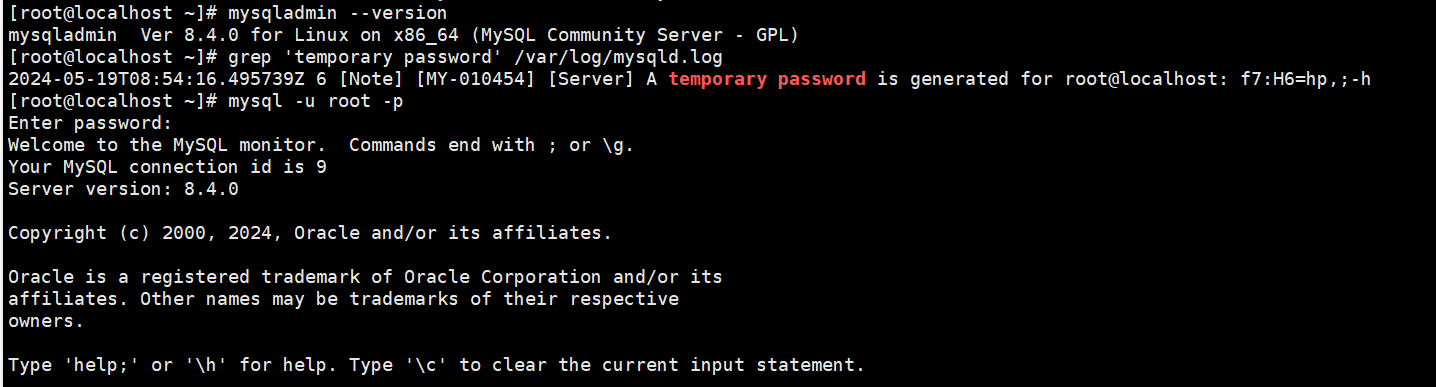 [root@localhost ~]# mysqladmin --version
mysqladmin  Ver 8.4.0 for Linux on x86_64 (MySQL Community Server - GPL)
[root@localhost ~]# grep 'temporary password' /var/log/mysqld.log
2024-05-19T08:54:16.495739Z 6 [Note] [MY-010454] [Server] A temporary password is generated for root@localhost: f7:H6=hp,;-h
[root@localhost ~]# mysql -u root -p
Enter password:
Welcome to the MySQL monitor.  Commands end with ; or \g.
Your MySQL connection id is 9
Server version: 8.4.0

Copyright (c) 2000, 2024, Oracle and/or its affiliates.

Oracle is a registered trademark of Oracle Corporation and/or its
affiliates. Other names may be trademarks of their respective
owners.

Type 'help;' or '\h' for help. Type '\c' to clear the current input statement.